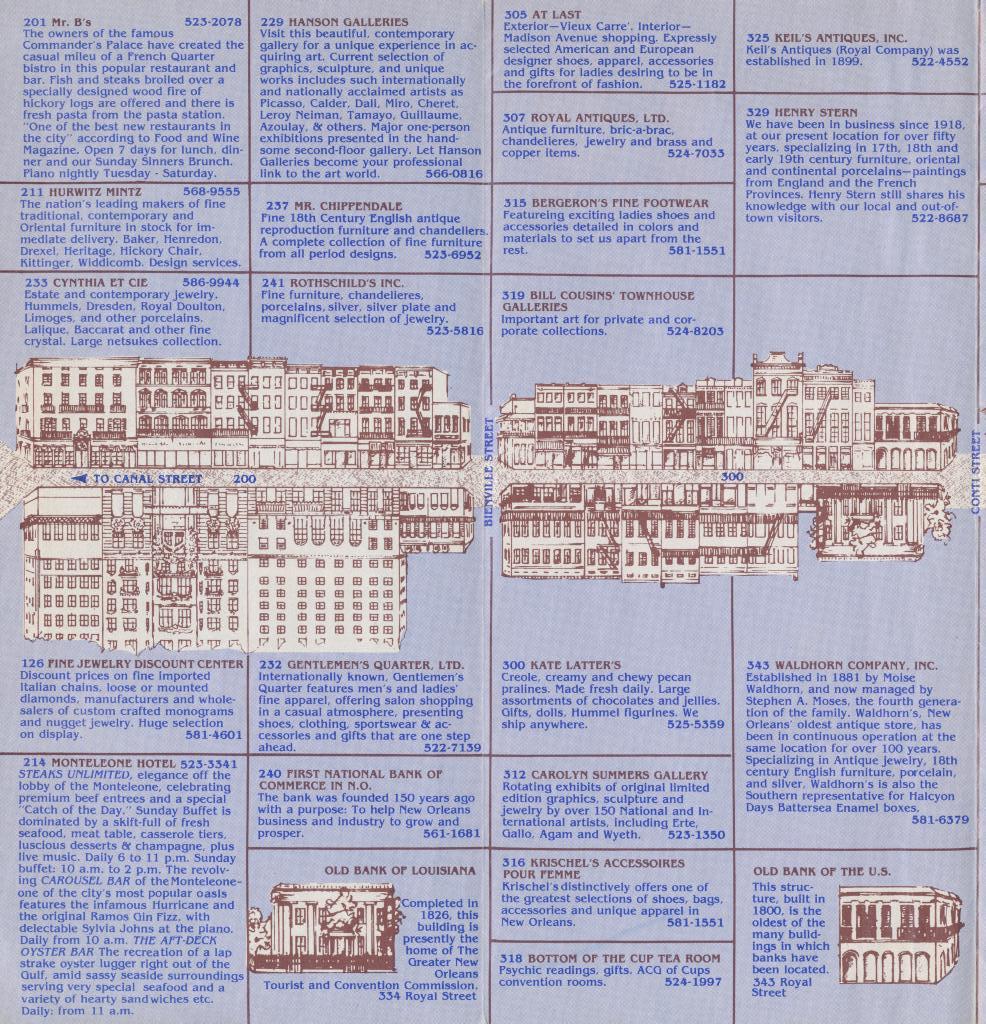 201 Mr. B's 523-2078
The owners of the famous
Commander's Palace have created the
casual mileu of a French Quarter
bistro in this popular restaurant and
bar. Fish and steaks broiled over a
specially designed wood fire of
hickory logs are offered and there is
fresh pasta from the pasta station.
"One of the best new restaurants in
the city" according to Food and Wine
Magazine. Open 7 days for lunch, din-
ner and our Sunday Sinners Brunch.
Piano nightly Tuesday - Saturday.
211 HURWITZ MINTZ 568-9555
The nation's leading makers of fine
traditional, contemporary and
Oriental furniture in stock for im-
mediate delivery. Baker, Henredon,
Drexel, Heritage, Hickory Chair,
Kittinger, Widdicomb. Design services.
233 CYNTHIA ET CIE 586-9944
Estate and contemporary jewelry.
Hummels, Dresden, Royal Doulton,
Limoges, and other porcelains.
Lalique, Baccarat and other fine
crystal. Large netsukes collection.
229 HANSON GALLERIES
Visit this beautiful, contemporary
gallery for a unique experience in ac-
quiring art. Current selection of
graphics, sculpture, and unique
works includes such internationally
and nationally acclaimed artists as
Picasso, Calder, Dali, Miro, Cheret,
Leroy Neiman, Tamayo, Guillaume,
Azoulay, & others. Major one-person
exhibitions presented in the hand-
some second-floor gallery. Let Hanson
Galleries become your professional
link to the art world. 566-0816
237 MR. CHIPPENDALE
Fine 18th Century English antique
reproduction furniture and chandeliers.
A complete collection of fine furniture
from all period designs. 523-6952
241 ROTHSCHILD'S INC.
Fine furniture, chandelieres,
porcelains, silver, silver plate and
magnificent selection of jewelry.
523-5816
305 AT LAST
Exterior—Vieux Carre', Interior—
Madison Avenue shopping. Expressly
selected American and European
designer shoes, apparel, accessories
and gifts for ladies desiring to be in
the forefront of fashion. 525-1182
307 ROYAL ANTIQUES, LTD.
Antique furniture, bric-a-brac,
chandelieres, jewelry and brass and
copper items. 524-7033
315 BERGERON'S FINE FOOTWEAR
Featureing exciting ladies shoes and
accessories detailed in colors and
materials to set us apart from the
rest. 581-1551
319 BILL COUSINS' TOWNHOUSE
GALLERIES
Important art for private and cor-
porate collections. 524-8203
325 KEIL'S ANTIQUES, INC.
Keil's Antiques (Royal Company) was
established in 1899. 522-4552
329 HENRY STERN
We have been in business since 1918,
at our present location for over fifty
years, specializing in 17th, 18th and
early 19th century furniture, oriental
and continental porcelains—paintings
from England and the French
Provinces. Henry Stern still shares his
knowledge with our local and out-of-
town visitors. 522-8687
TO CANAL STREET 200
BIENVILLE STREET
300
CONTI STREET
126 FINE JEWELRY DISCOUNT CENTER
Discount prices on fine imported
Italian chains, loose or mounted
diamonds, manufacturers and whole-
salers of custom crafted monograms
and nugget jewelry. Huge selection
on display. 581-4601
214 MONTELEONE HOTEL 523-3341
STEAKS UNLIMITED, elegance off the
lobby of the Monteleone, celebrating
premium beef entrees and a special
"Catch of the Day." Sunday Buffet is
dominated by a skift-full of fresh
seafood, meat table, casserole tiers,
luscious desserts & champagne, plus
live music. Daily 6 to 11 p.m. Sunday
buffet: 10 a.m. to 2 p.m. The revolv-
ing CAROUSEL BAR of the Monteleone-
one of the city's most popular oasis
features the infamous Hurricane and
the original Ramos Gin Fizz, with
delectable Sylvia Johns at the piano.
Daily from 10 a.m. THE AFT-DECK
OYSTER BAR The recreation of a lap
strake oyster lugger right out of the
Gulf, amid sassy seaside surroundings
serving very special seafood and a
variety of hearty sandwiches etc.
Daily: from 11 a.m.
232 GENTLEMEN'S QUARTER, LTD.
Internationally known, Gentlemen's
Quarter features men's and ladies'
fine apparel, offering salon shopping
in a casual atmosphere, presenting
shoes, clothing, sportswear & ac-
cessories and gifts that are one step
ahead. 522-7139
240 FIRST NATIONAL BANK OF
COMMERCE IN N.O.
The bank was founded 150 years ago
with a purpose: To help New Orleans
business and industry to grow and
prosper. 561-1681
OLD BANK OF LOUISIANA
Completed in
1826, this
building is
presently the
home of The
Greater New
Orleans
Tourist and Convention Commission.
334 Royal Street
300 KATE LATTER'S
Creole, creamy and chewy pecan
pralines. Made fresh daily. Large
assortments of chocolates and jellies.
Gifts, dolls, Hummel figurines. We
ship anywhere. 525-5359
312 CAROLYN SUMMERS GALLERY
Rotating exhibits of original limited
edition graphics, sculpture and
jewelry by over 150 National and In-
ternational artists, including Erte,
Gallo, Agam and Wyeth. 523-1350
316 KRISCHEL'S ACCESSOIRES
POUR FEMME
Krischel's distinctively offers one of
the greatest selections of shoes, bags,
accessories and unique apparel in
New Orleans. 581-1551
318 BOTTOM OF THE CUP TEA ROOM
Psychic readings, gifts, ACQ of Cups
convention rooms. 524-1997
343 WALDHORN COMPANY, INC.
Established in 1881 by Moise
Waldhorn, and now managed by
Stephen A. Moses, the fourth genera-
tion of the family. Waldhorn's, New
Orleans' oldest antique store, has
been in continuous operation at the
same location for over 100 years.
Specializing in Antique jewelry, 18th
century English furniture, porcelain,
and silver, Waldhorn's is also the
Southern representative for Halcyon
Days Battersea Enamel boxes.
581-6379
OLD BANK OF THE U.S.
This struc-
ture, built in
1800, is the
oldest of the
many build-
ings in which
banks have
been located.
343 Royal
Street